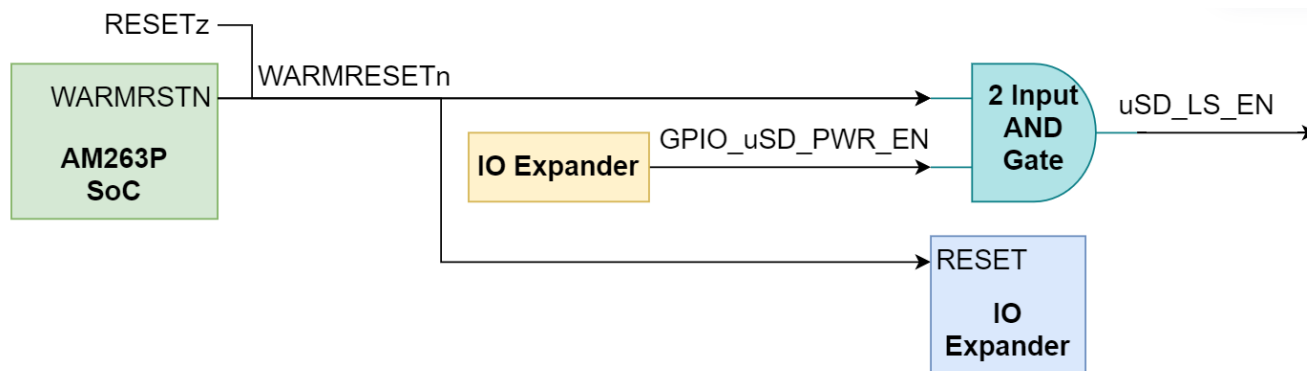 RESETz
WARMRESETn
WARMRSTN
AM263P
SoC
IO Expander
GPIO_uSD_PWR_EN
2 Input
AND
Gate
uSD_LS_EN
RESET
IO
Expander